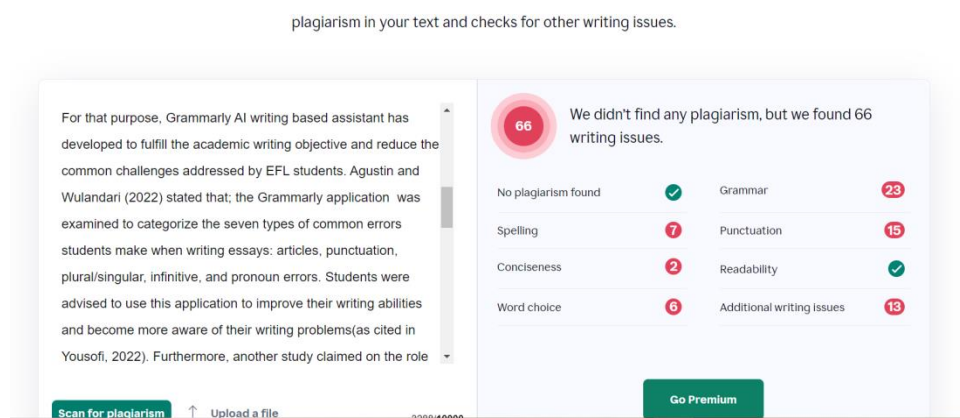 plagiarism in your text and checks for other writing issues.
For that purpose, Grammarly AI writing based assistant has
developed to fulfill the academic writing objective and reduce the
common challenges addressed by EFL students. Agustin and
Wulandari (2022) stated that; the Grammarly application  was
examined to categorize the seven types of common errors
students make when writing essays: articles, punctuation,
plural/singular, infinitive, and pronoun errors. Students were
advised to use this application to improve their writing abilities
and become more aware of their writing problems(as cited in
Yousofi, 2022). Furthermore, another study claimed on the role
Scan for plagiarism
Upload a file
66
We didn't find any plagiarism, but we found 66
writing issues.
No plagiarism found
Grammar 23
Spelling 7
Punctuation 15
Conciseness 2
Readability
Word choice 6
Additional writing issues 13
Go Premium